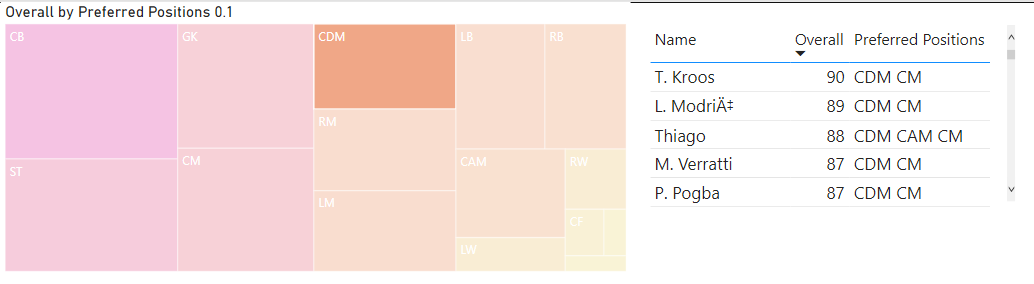 Overall by Preferred Positions 0.1
CB
GK
CDM
LB
RB
RM
ST
CM
CAM
RW
LM
CF
LW
Name Overall Preferred Positions
T. Kroos 90 CDM CM
L. ModriÄ‡ 89 CDM CM
Thiago 88 CDM CAM CM
M. Verratti 87 CDM CM
P. Pogba 87 CDM CM